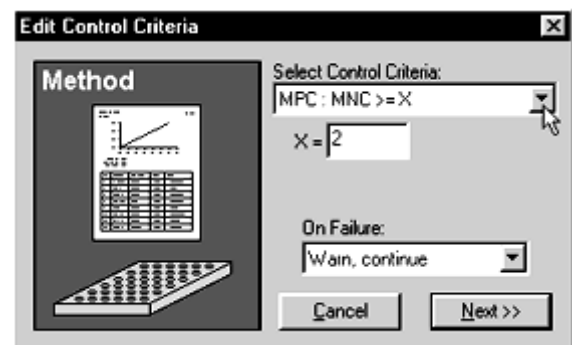 Edit Control Criteria
Method
Select Control Criteria:
MPC : MNC >= X
X = 2
On Failure:
Warn, continue
Cancel
Next >>